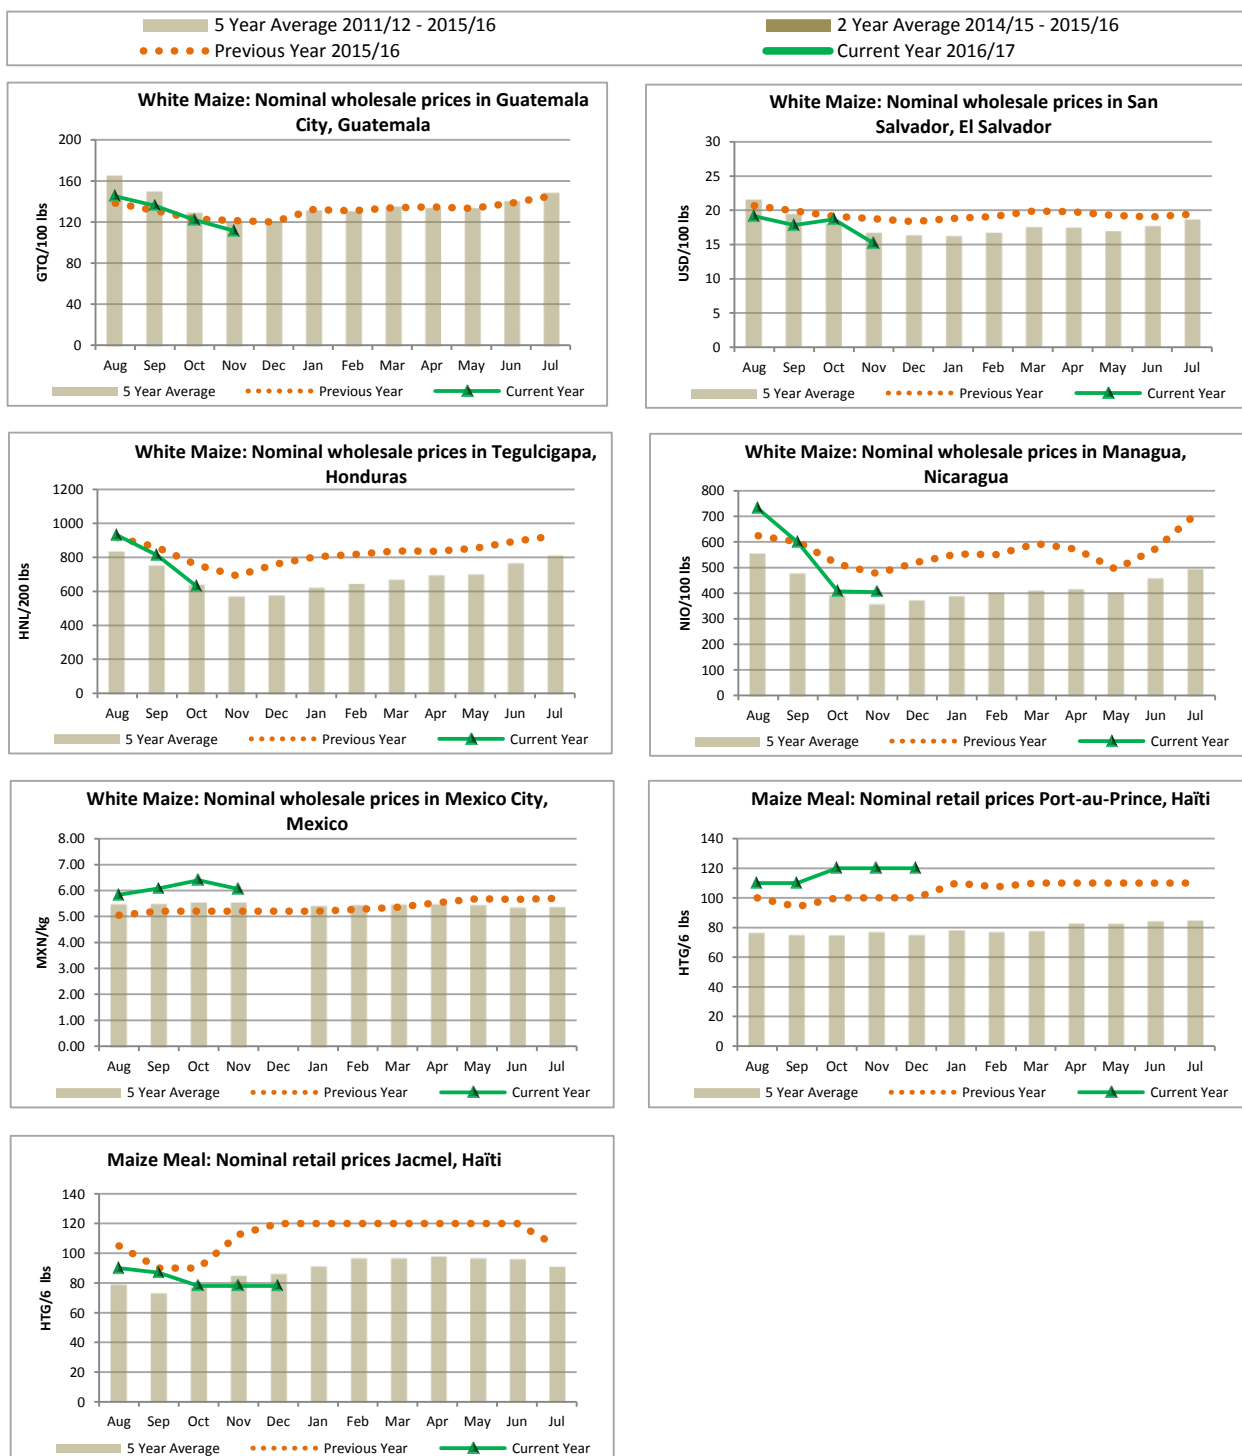 5 Year Average 2011/12 - 2015/16
2 Year Average 2014/15 - 2015/16
Previous Year 2015/16
Current Year 2016/17
White Maize: Nominal wholesale prices in Guatemala
City, Guatemala
GTQ/100 lbs
200
160
120
80
40
0
Aug Sep Oct Nov Dec Jan Feb Mar Apr May Jun Jul
5 Year Average Previous Year Current Year
White Maize: Nominal wholesale prices in San
Salvador, El Salvador
USD/100 lbs
30
25
20
15
10
5
0
Aug Sep Oct Nov Dec Jan Feb Mar Apr May Jun Jul
5 Year Average Previous Year Current Year
White Maize: Nominal wholesale prices in Tegulcigapa,
Honduras
HNL/200 lbs
1200
1000
800
600
400
200
0
Aug Sep Oct Nov Dec Jan Feb Mar Apr May Jun Jul
5 Year Average Previous Year Current Year
White Maize: Nominal wholesale prices in Managua,
Nicaragua
NIO/100 lbs
800
700
600
500
400
300
200
100
0
Aug Sep Oct Nov Dec Jan Feb Mar Apr May Jun Jul
5 Year Average Previous Year Current Year
White Maize: Nominal wholesale prices in Mexico City,
Mexico
MXN/kg
8.00
7.00
6.00
5.00
4.00
3.00
2.00
1.00
0.00
Aug Sep Oct Nov Dec Jan Feb Mar Apr May Jun Jul
5 Year Average Previous Year Current Year
Maize Meal: Nominal retail prices Port-au-Prince, Haïti
HTG/6 lbs
140
120
100
80
60
40
20
0
Aug Sep Oct Nov Dec Jan Feb Mar Apr May Jun Jul
5 Year Average Previous Year Current Year
Maize Meal: Nominal retail prices Jacmel, Haïti
HTG/6 lbs
140
120
100
80
60
40
20
0
Aug Sep Oct Nov Dec Jan Feb Mar Apr May Jun Jul
5 Year Average Previous Year Current Year